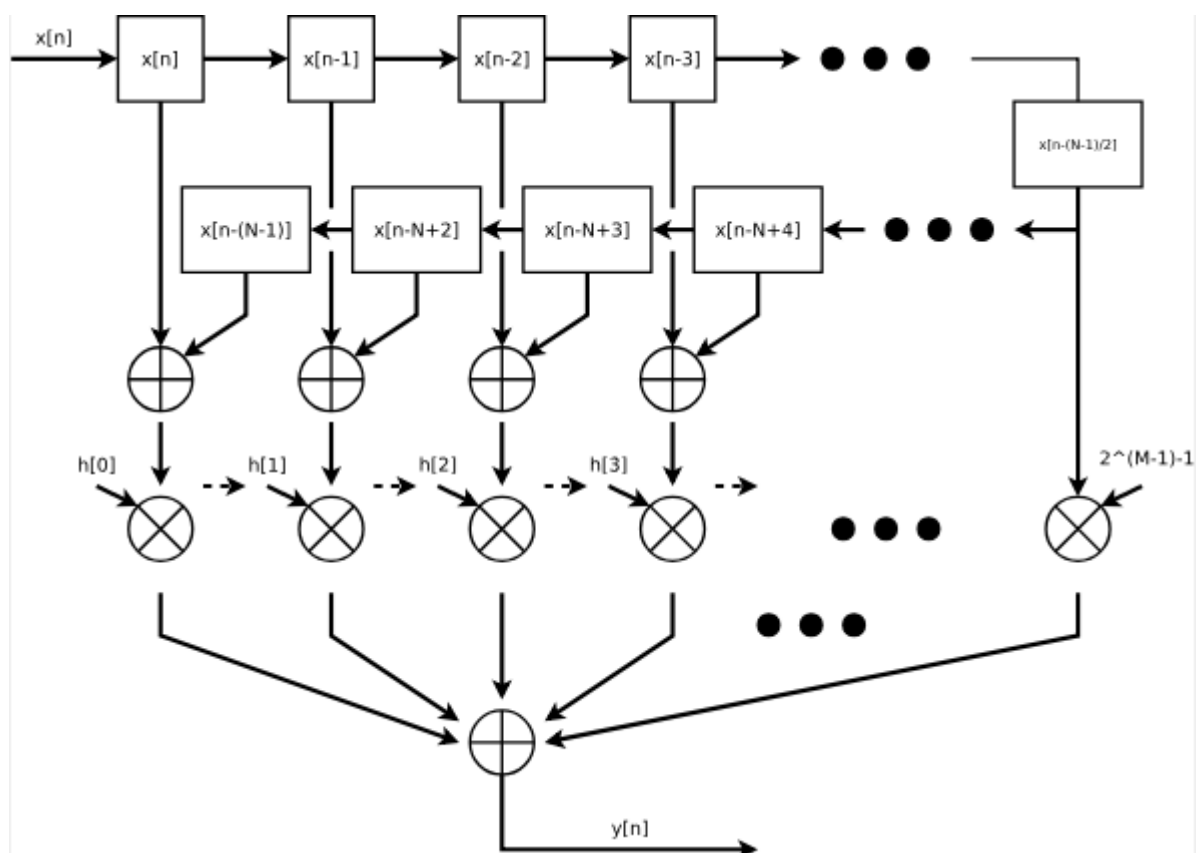 x[n]
x[n]
x[n-1]
x[n-2]
x[n-3]
x[n-(N-1)/2]
x[n-(N-1)]
x[n-N+2]
x[n-N+3]
x[n-N+4]
h[0]
h[1]
h[2]
h[3]
2^(M-1)-1
y[n]